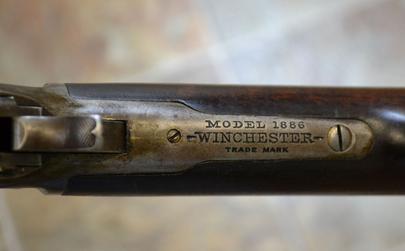 MODEL 1886
-WINCHESTER-
TRADE MARK